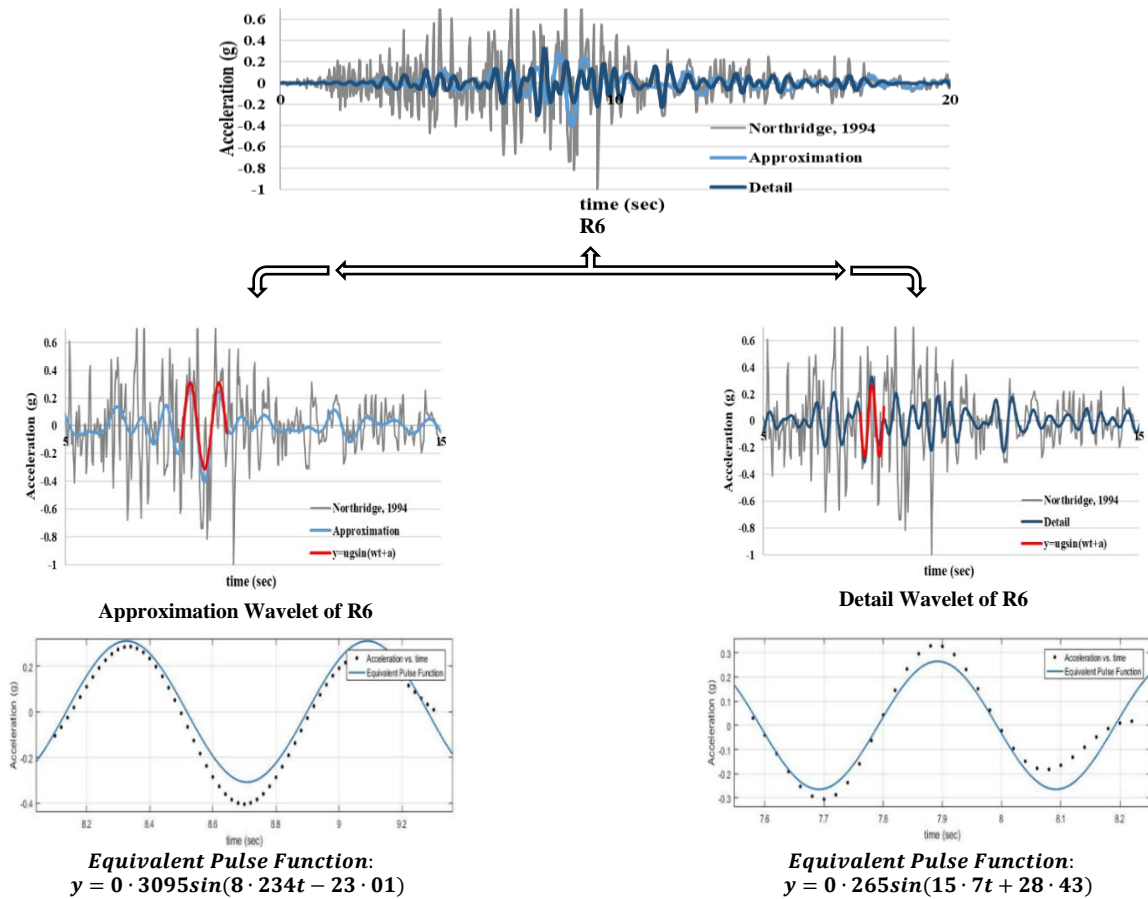 Acceleration (g)
0.6
0.4
0.2
0
-0.2
-0.4
-0.6
-0.8
-1
0
10
20
Northridge, 1994
Approximation
Detail
time (sec)
R6
Acceleration (g)
0.6
0.4
0.2
0
-0.2
-0.4
-0.6
-0.8
-1
5
15
Northridge, 1994
Approximation
y=ugsin(wt+a)
time (sec)
Approximation Wavelet of R6
Acceleration (g)
0.6
0.4
0.2
0
-0.2
-0.4
-0.6
-0.8
-1
5
15
Northridge, 1994
Detail
y=ugsin(wt+a)
time (sec)
Detail Wavelet of R6
Acceleration (g)
0.2
0
-0.2
-0.4
8.2
8.4
8.6
8.8
9
9.2
Acceleration vs. time
Equivalent Pulse Function
time (sec)
Equivalent Pulse Function:
y = 0·3095sin(8·234t − 23·01)
Acceleration (g)
0.3
0.2
0.1
0
-0.1
-0.2
-0.3
7.6
7.7
7.8
7.9
8
8.1
8.2
Acceleration vs. time
Equivalent Pulse Function
time (sec)
Equivalent Pulse Function:
y = 0·265sin(15·7t + 28·43)